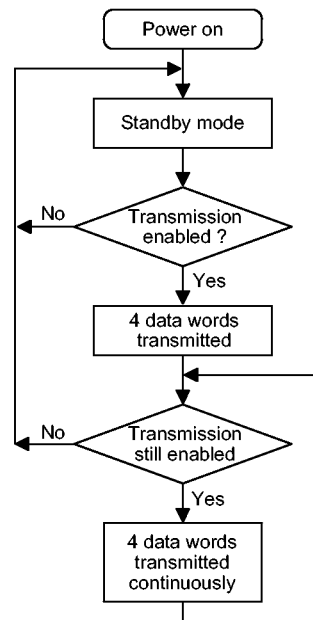 Power on
Standby mode
Transmission
enabled ?
No
Yes
4 data words
transmitted
Transmission
still enabled
No
Yes
4 data words
transmitted
continuously